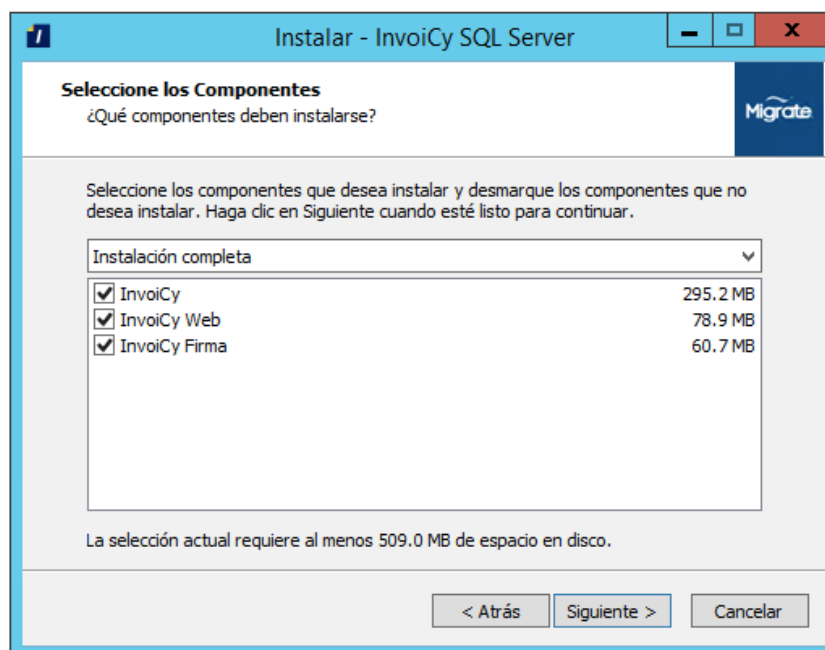 Instalar - InvoiCy SQL Server
Seleccione los Componentes
¿Qué componentes deben instalarse?
Migrate
Seleccione los componentes que desea instalar y desmarque los componentes que no
desea instalar. Haga clic en Siguiente cuando esté listo para continuar.
Instalación completa
InvoiCy 295.2 MB
InvoiCy Web 78.9 MB
InvoiCy Firma 60.7 MB
La selección actual requiere al menos 509.0 MB de espacio en disco.
< Atrás Siguiente > Cancelar